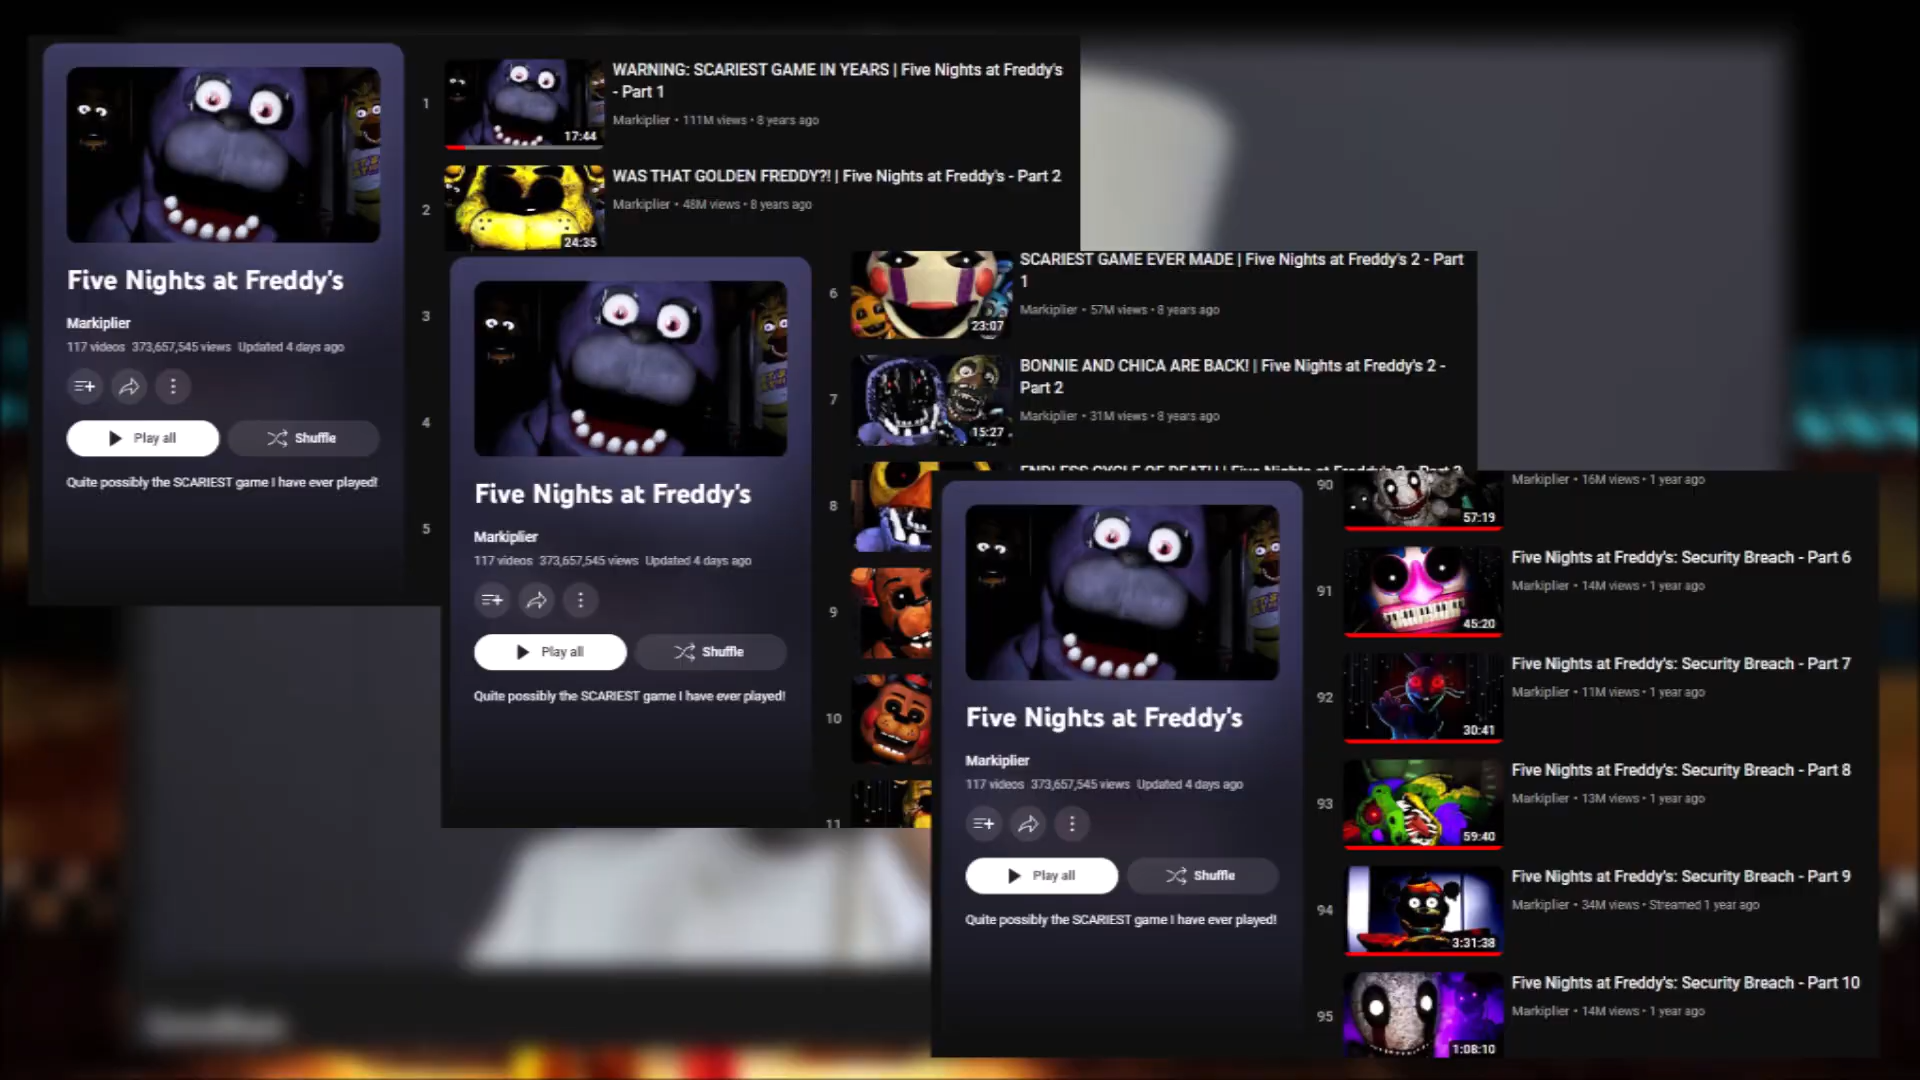 Five Nights at Freddy's
Markiplier
117 videos 373,657,545 views Updated 4 days ago
Play all
Shuffle
Quite possibly the SCARIEST game I have ever played!
1
17:44
WARNING: SCARIEST GAME IN YEARS | Five Nights at Freddy's
- Part 1
Markiplier • 111M views • 8 years ago
2
24:35
WAS THAT GOLDEN FREDDY?! | Five Nights at Freddy's - Part 2
Markiplier • 48M views • 8 years ago
3
4
5
Five Nights at Freddy's
Markiplier
117 videos 373,657,545 views Updated 4 days ago
Play all
Shuffle
Quite possibly the SCARIEST game I have ever played!
6
23:07
SCARIEST GAME EVER MADE | Five Nights at Freddy's 2 - Part
1
Markiplier • 57M views • 8 years ago
7
15:27
BONNIE AND CHICA ARE BACK! | Five Nights at Freddy's 2 -
Part 2
Markiplier • 31M views • 8 years ago
8
ENDLESS CYCLE OF DEATH | Five Nights at Freddy's 2 - Part 3
9
10
11
Five Nights at Freddy's
Markiplier
117 videos 373,657,545 views Updated 4 days ago
Play all
Shuffle
Quite possibly the SCARIEST game I have ever played!
90
57:19
Markiplier • 16M views • 1 year ago
91
45:20
Five Nights at Freddy's: Security Breach - Part 6
Markiplier • 14M views • 1 year ago
92
30:41
Five Nights at Freddy's: Security Breach - Part 7
Markiplier • 11M views • 1 year ago
93
59:40
Five Nights at Freddy's: Security Breach - Part 8
Markiplier • 13M views • 1 year ago
94
3:31:38
Five Nights at Freddy's: Security Breach - Part 9
Markiplier • 34M views • Streamed 1 year ago
95
1:08:10
Five Nights at Freddy's: Security Breach - Part 10
Markiplier • 14M views • 1 year ago